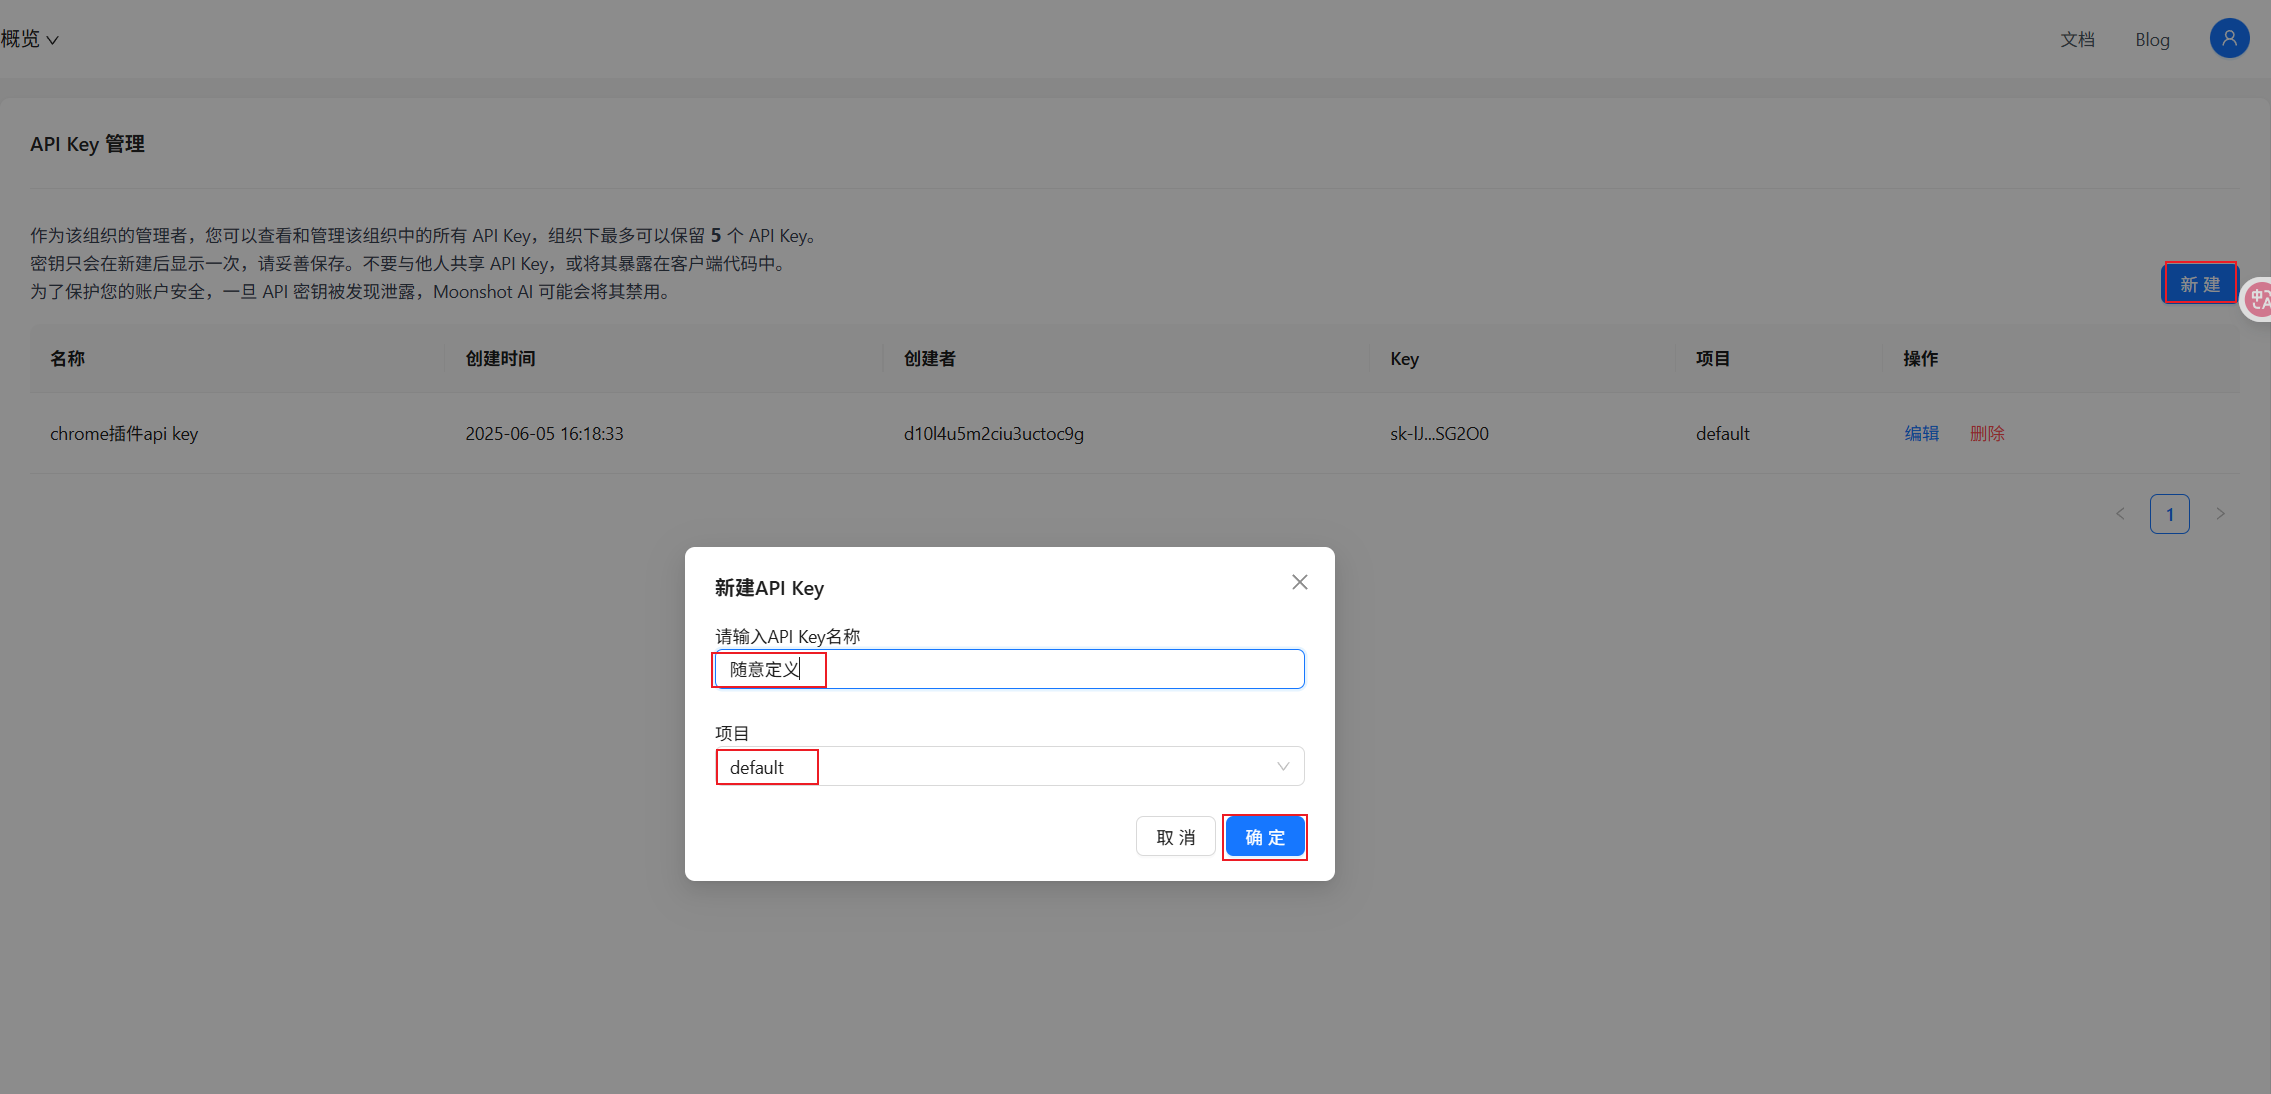 概览
文档
Blog
API Key 管理
作为该组织的管理者，您可以查看和管理该组织中的所有 API Key，组织下最多可以保留 5 个 API Key。
密钥只会在新建后显示一次，请妥善保存。不要与他人共享 API Key，或将其暴露在客户端代码中。
为了保护您的账户安全，一旦 API 密钥被发现泄露，Moonshot AI 可能会将其禁用。
新 建
名称 创建时间 创建者 Key 项目 操作
chrome插件api key 2025-06-05 16:18:33 d10l4u5m2ciu3uctoc9g sk-lJ...SG2O0 default 编辑 删除
1
新建API Key
请输入API Key名称
随意定义
项目
default
取 消 确 定